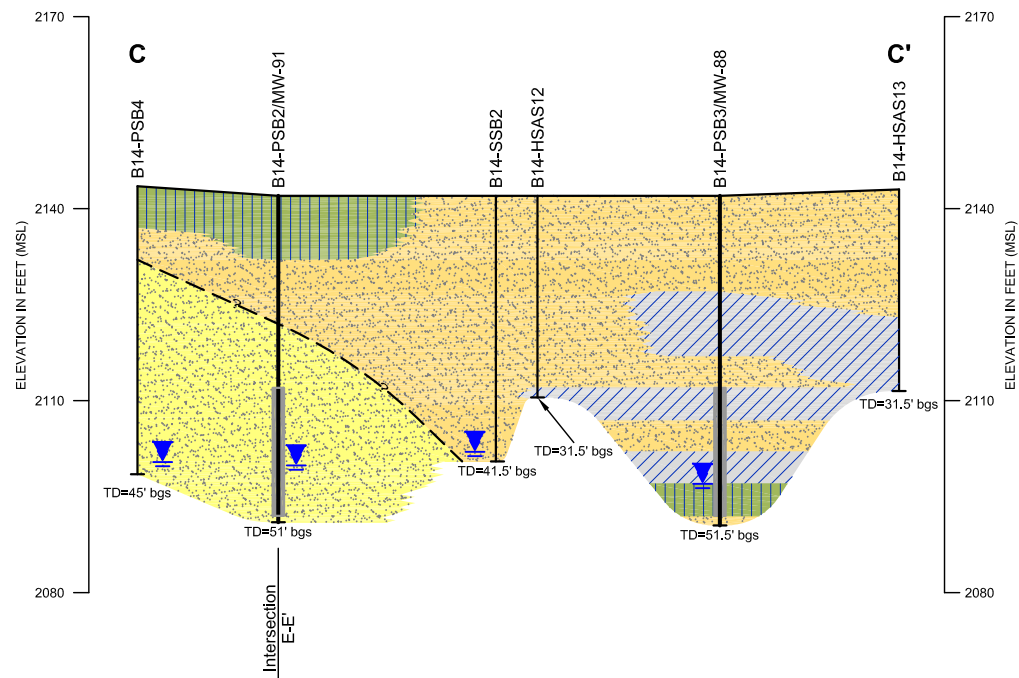 2170
2170
C
C'
B14-PSB4
B14-PSB2/MW-91
B14-SSB2
B14-HSAS12
B14-PSB3/MW-88
B14-HSAS13
2140
2140
ELEVATION IN FEET (MSL)
ELEVATION IN FEET (MSL)
?
?
2110
2110
TD=31.5' bgs
TD=31.5' bgs
TD=41.5' bgs
TD=45' bgs
TD=51' bgs
TD=51.5' bgs
2080
2080
Intersection
E-E'